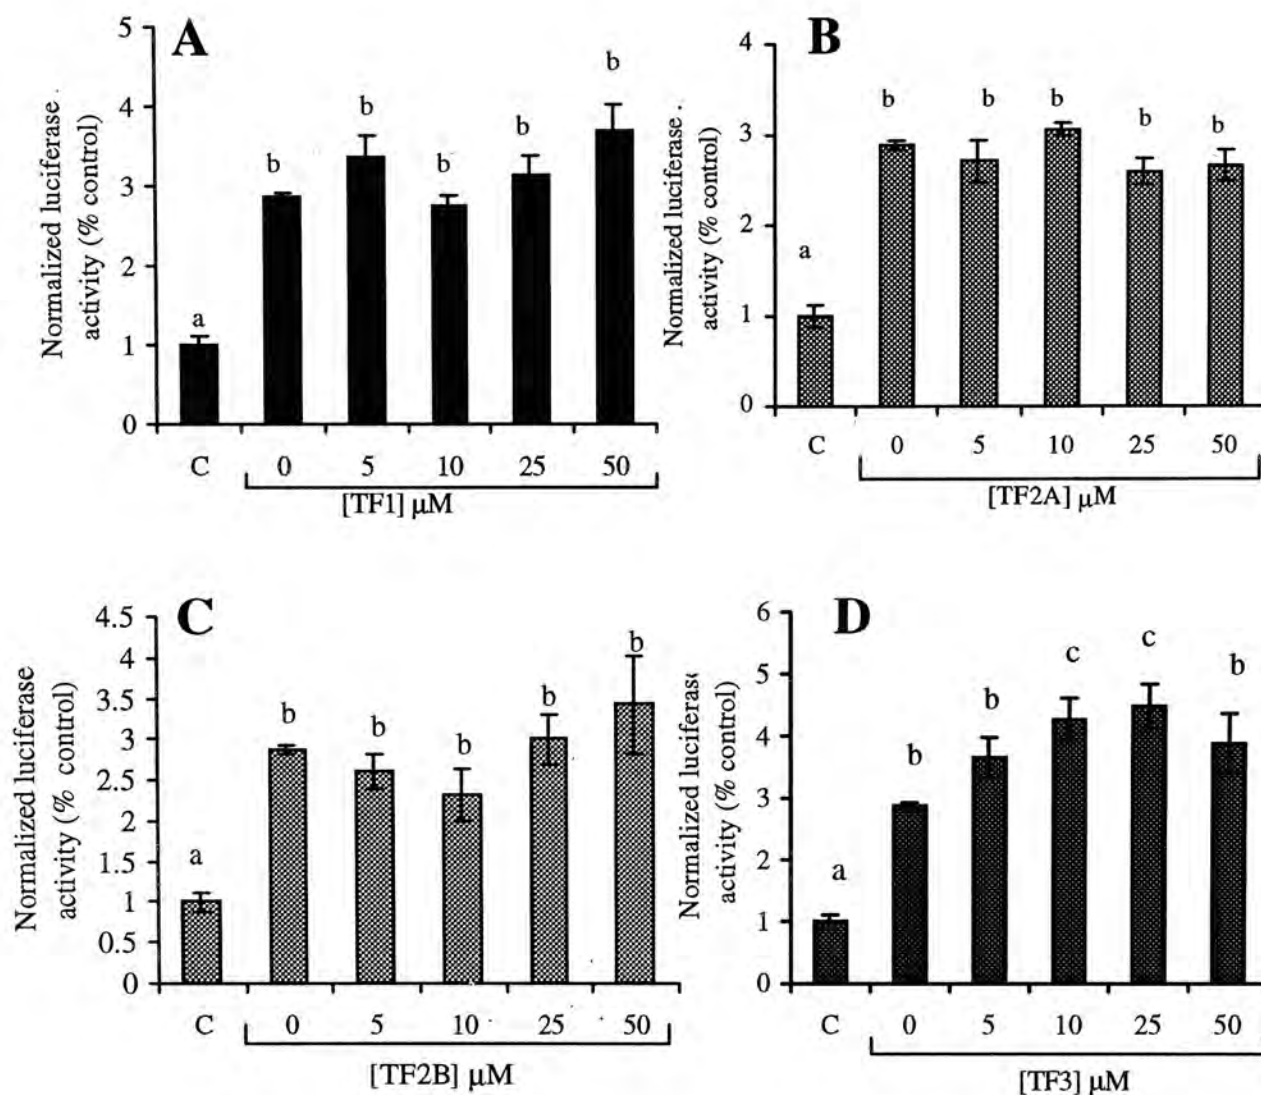 A
Normalized luciferase .
activity (% control)
5
4
3
2
1
0
a
b
b
b
b
b
C 0 5 10 25 50
[TF1] μM
B
Normalized luciferase .
activity (% control)
4
3
2
1
0
a
b
b
b
b
b
C 0 5 10 25 50
[TF2A] μM
C
Normalized luciferase
activity (% control)
4.5
4
3.5
3
2.5
2
1.5
1
0.5
0
a
b
b
b
b
b
C 0 5 10 25 50
[TF2B] μM
D
Normalized luciferase
activity (% control)
6
5
4
3
2
1
0
a
b
b
c
c
b
C 0 5 10 25 50
[TF3] μM